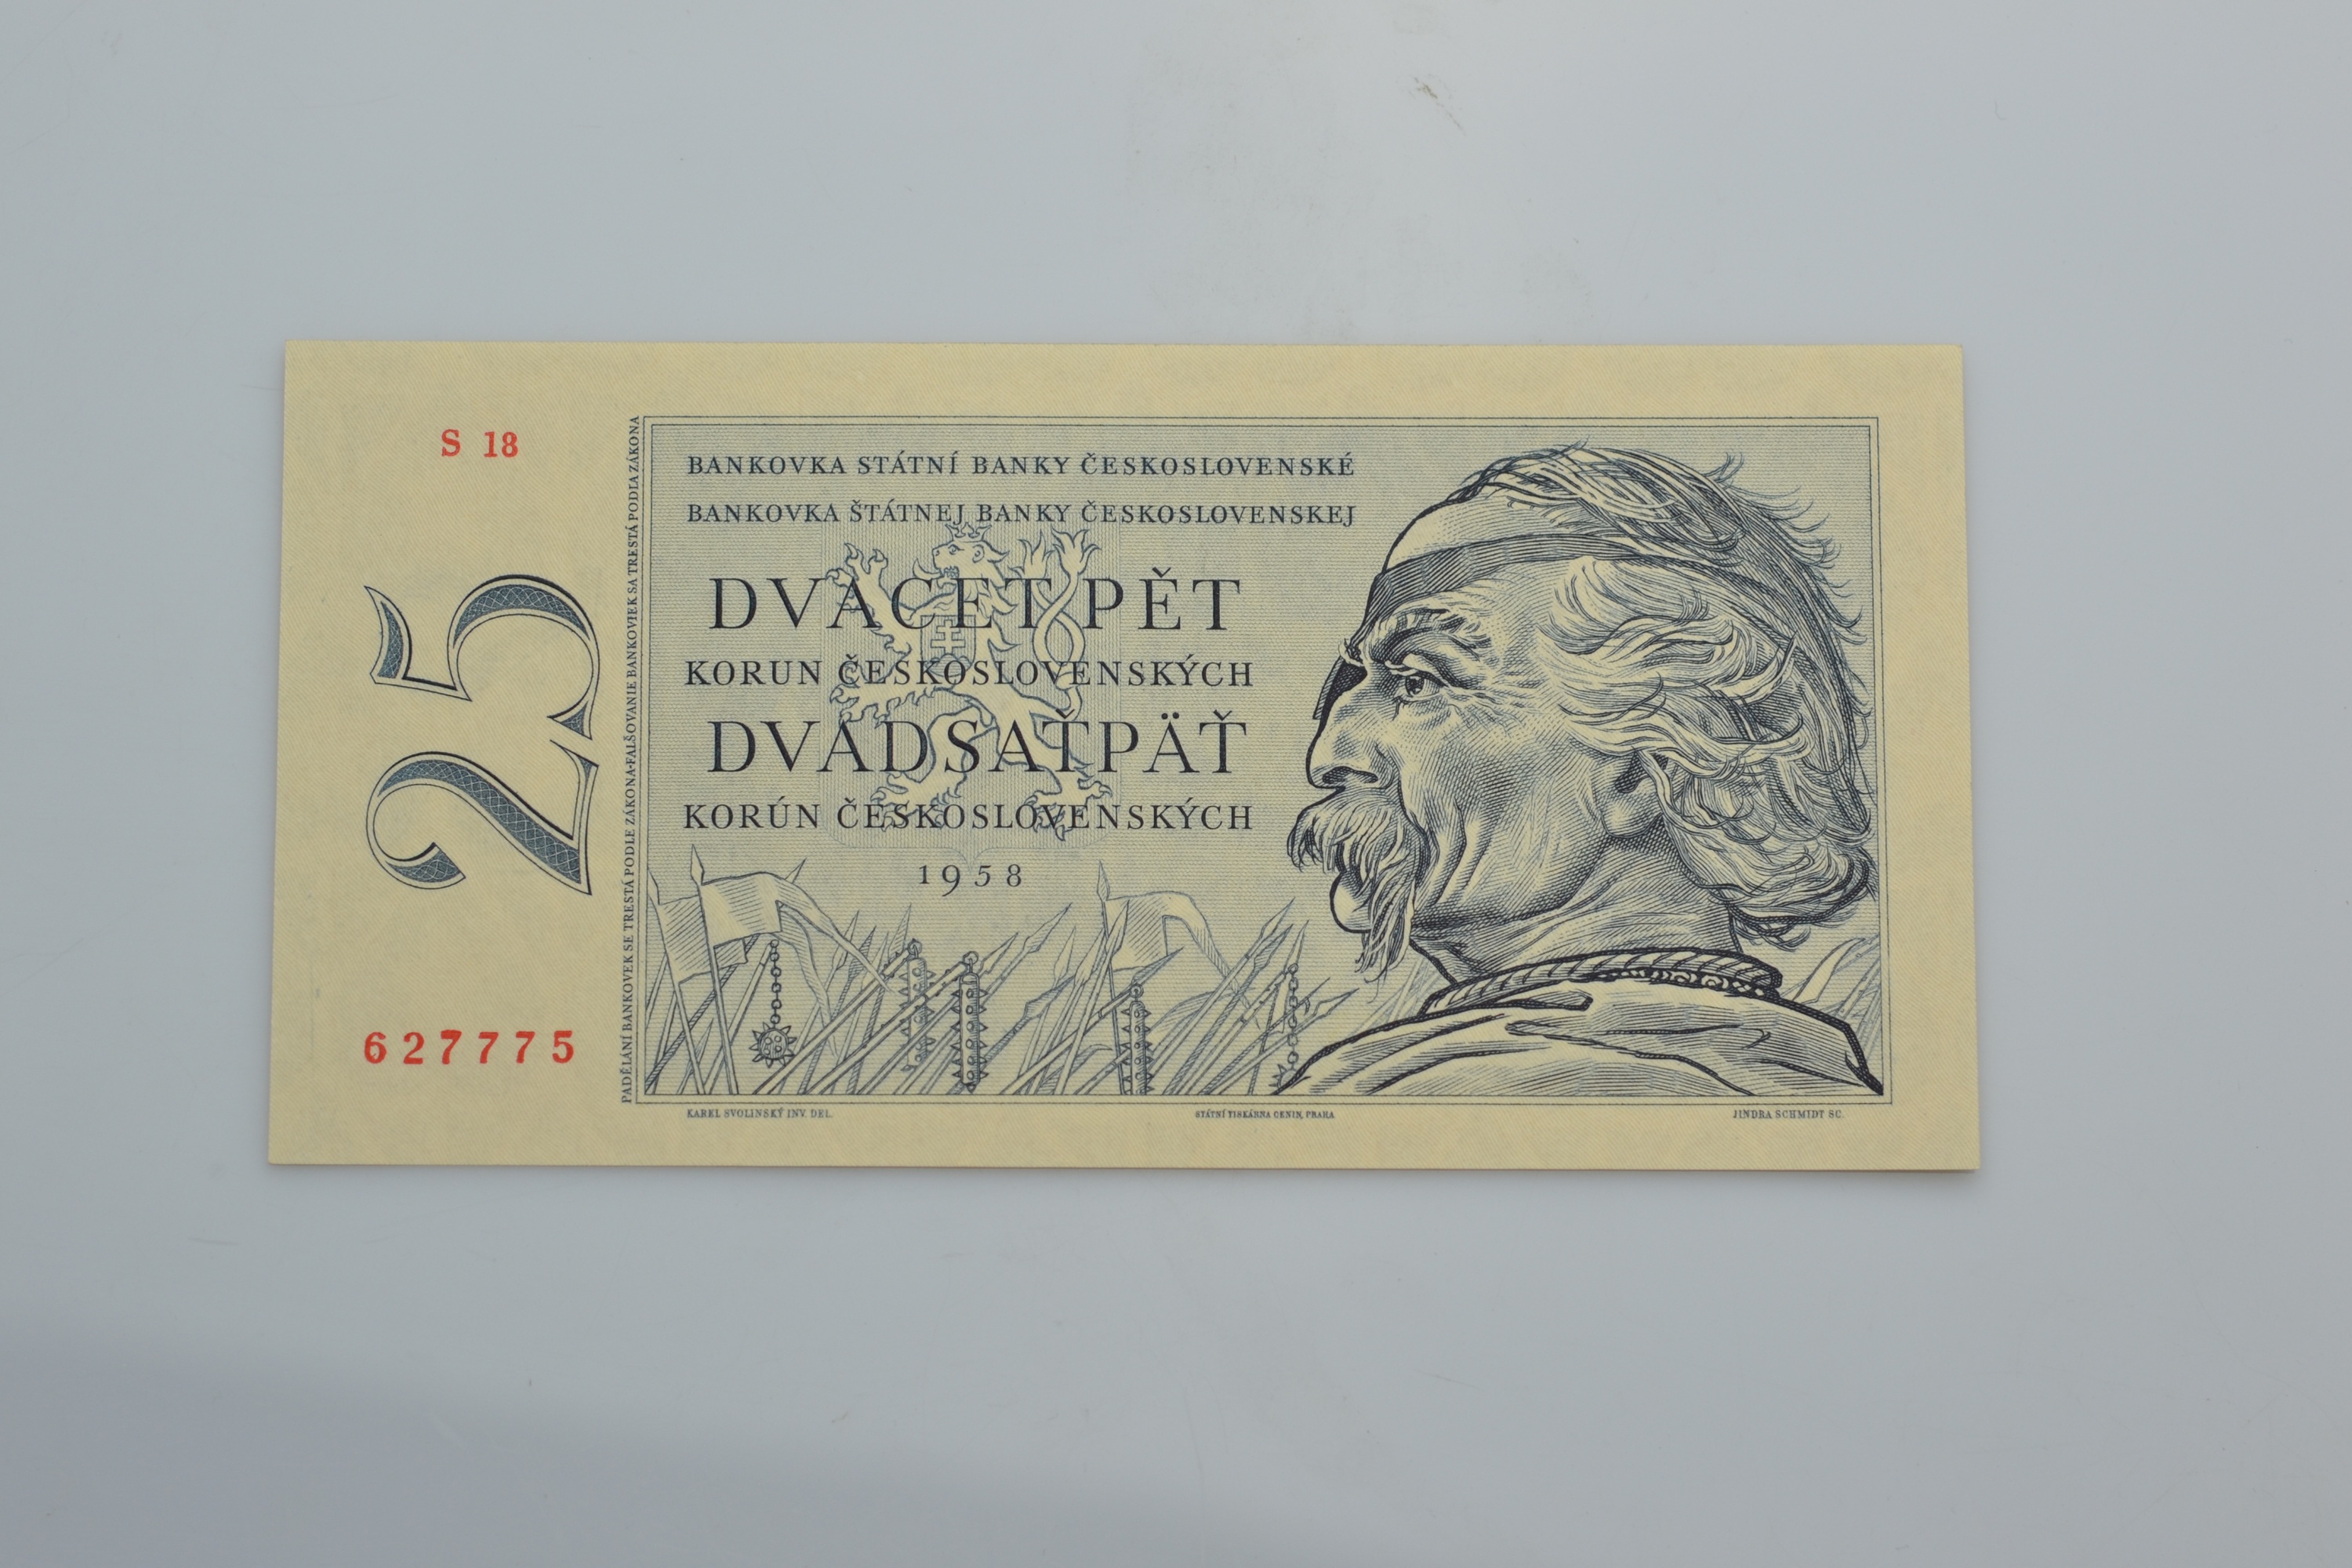 S 18
25
627775
PADĚLÁNÍ BANKOVEK SE TRESTÁ PODLE ZÁKONA-FALŠOVANIE BANKOVIEK SA TRESTÁ PODĽA ZÁKONA
BANKOVKA STÁTNÍ BANKY ČESKOSLOVENSKÉ
BANKOVKA ŠTÁTNEJ BANKY ČESKOSLOVENSKEJ
DVACET PĚT
KORUN ČESKOSLOVENSKÝCH
DVADSAŤPÄŤ
KORÚN ČESKOSLOVENSKÝCH
1958
KAREL SVOLINSKÝ INV. DEL.
STÁTNÍ TISKÁRNA CENIN, PRAHA
JINDRA SCHMIDT SC.